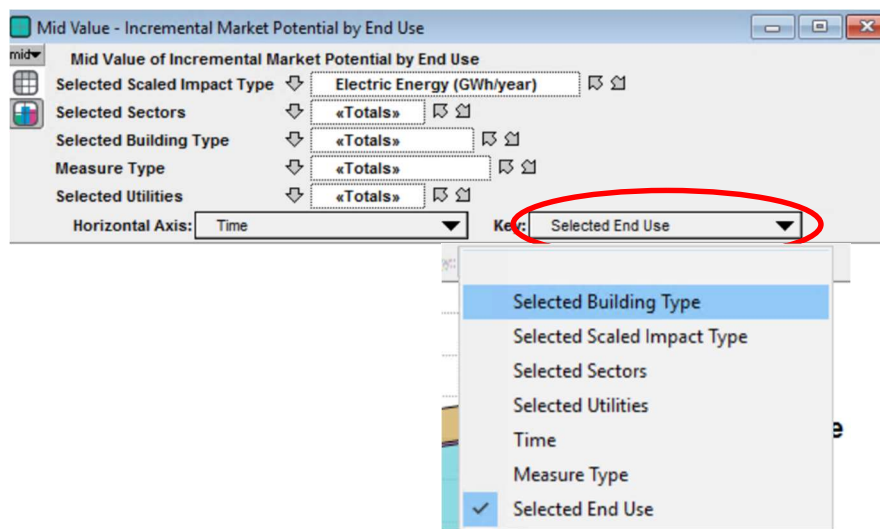 Mid Value - Incremental Market Potential by End Use
mid Mid Value of Incremental Market Potential by End Use
Selected Scaled Impact Type Electric Energy (GWh/year)
Selected Sectors «Totals»
Selected Building Type «Totals»
Measure Type «Totals»
Selected Utilities «Totals»
Horizontal Axis: Time Key: Selected End Use
Selected Building Type
Selected Scaled Impact Type
Selected Sectors
Selected Utilities
e
Time
Measure Type
Selected End Use